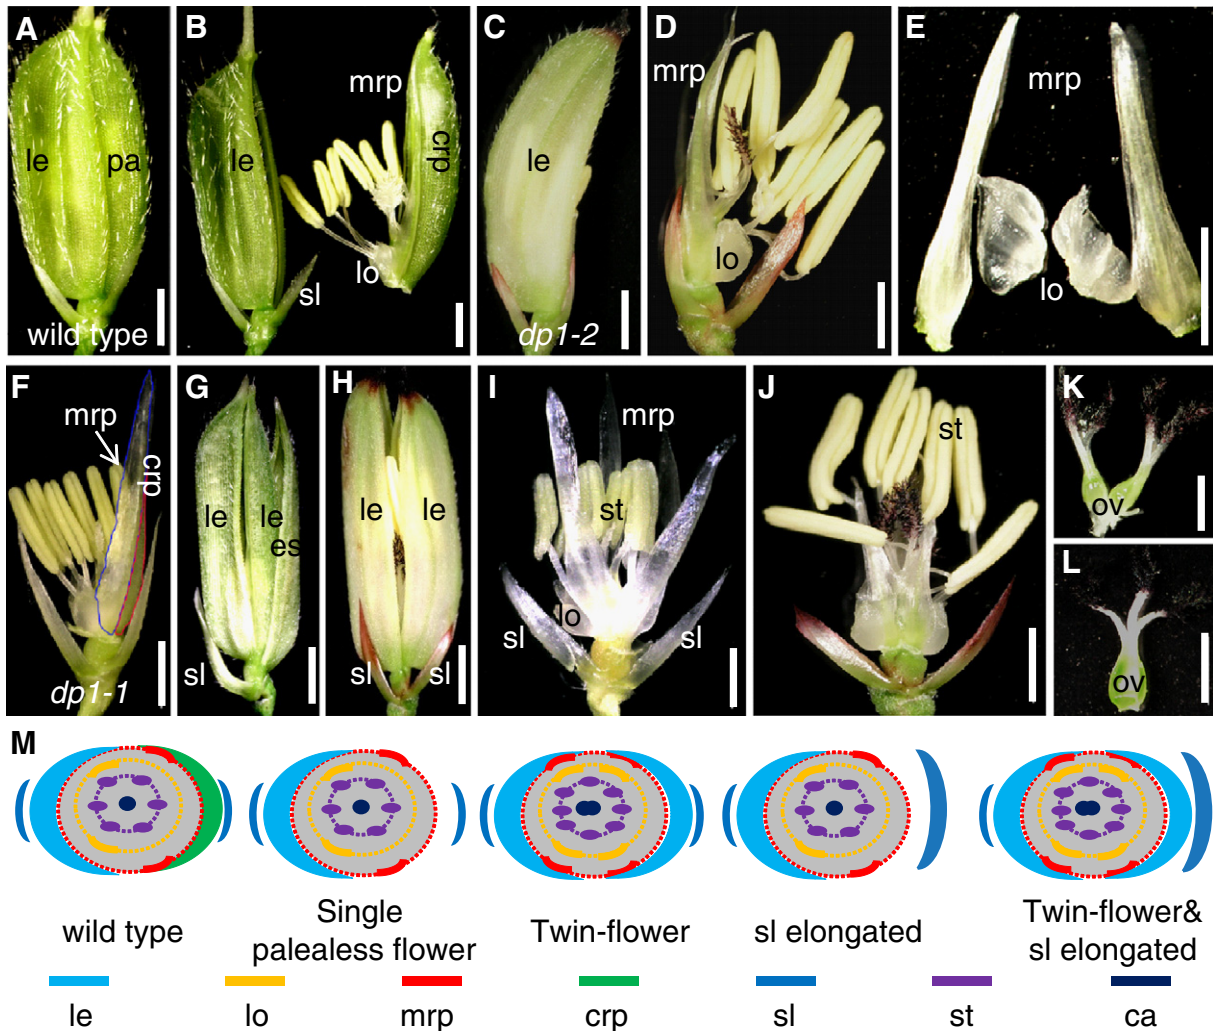 A
le
pa
wild type
B
mrp
le
crp
lo
sl
C
le
dp1-2
D
mrp
lo
E
mrp
lo
F
mrp
crp
dp1-1
G
le
le
es
sl
H
le
le
sl
sl
I
mrp
st
lo
sl
sl
J
st
K
ov
L
ov
M
wild type
Single
palealess flower
Twin-flower
sl elongated
Twin-flower&
sl elongated
le
lo
mrp
crp
sl
st
ca